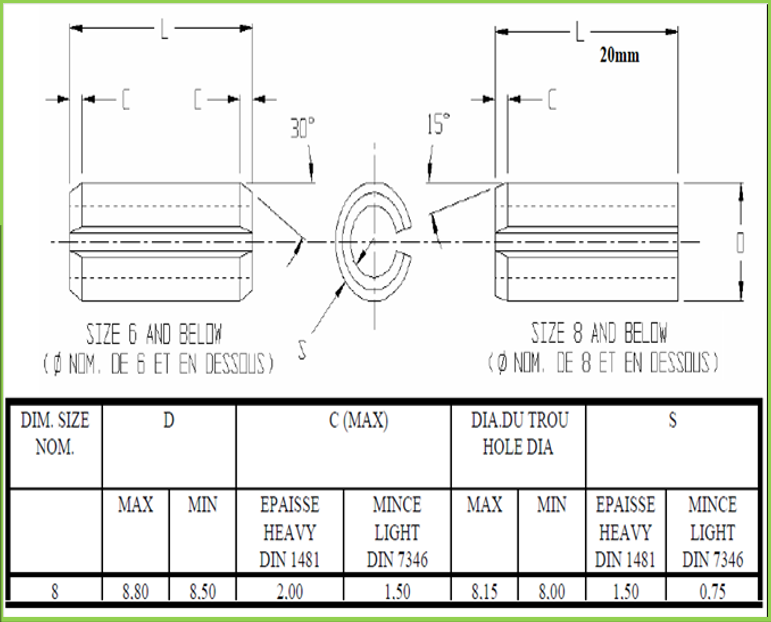 L
L
20mm
C
C
C
30°
15°
D
S
SIZE 6 AND BELOW
(Ø NOM. DE 6 ET EN DESSOUS)
SIZE 8 AND BELOW
(Ø NOM. DE 8 ET EN DESSOUS)
DIM. SIZE NOM. D C (MAX) DIA.DU TROU HOLE DIA S
MAX MIN EPAISSE HEAVY DIN 1481 MINCE LIGHT DIN 7346 MAX MIN EPAISSE HEAVY DIN 1481 MINCE LIGHT DIN 7346
8 8.80 8.50 2.00 1.50 8.15 8.00 1.50 0.75